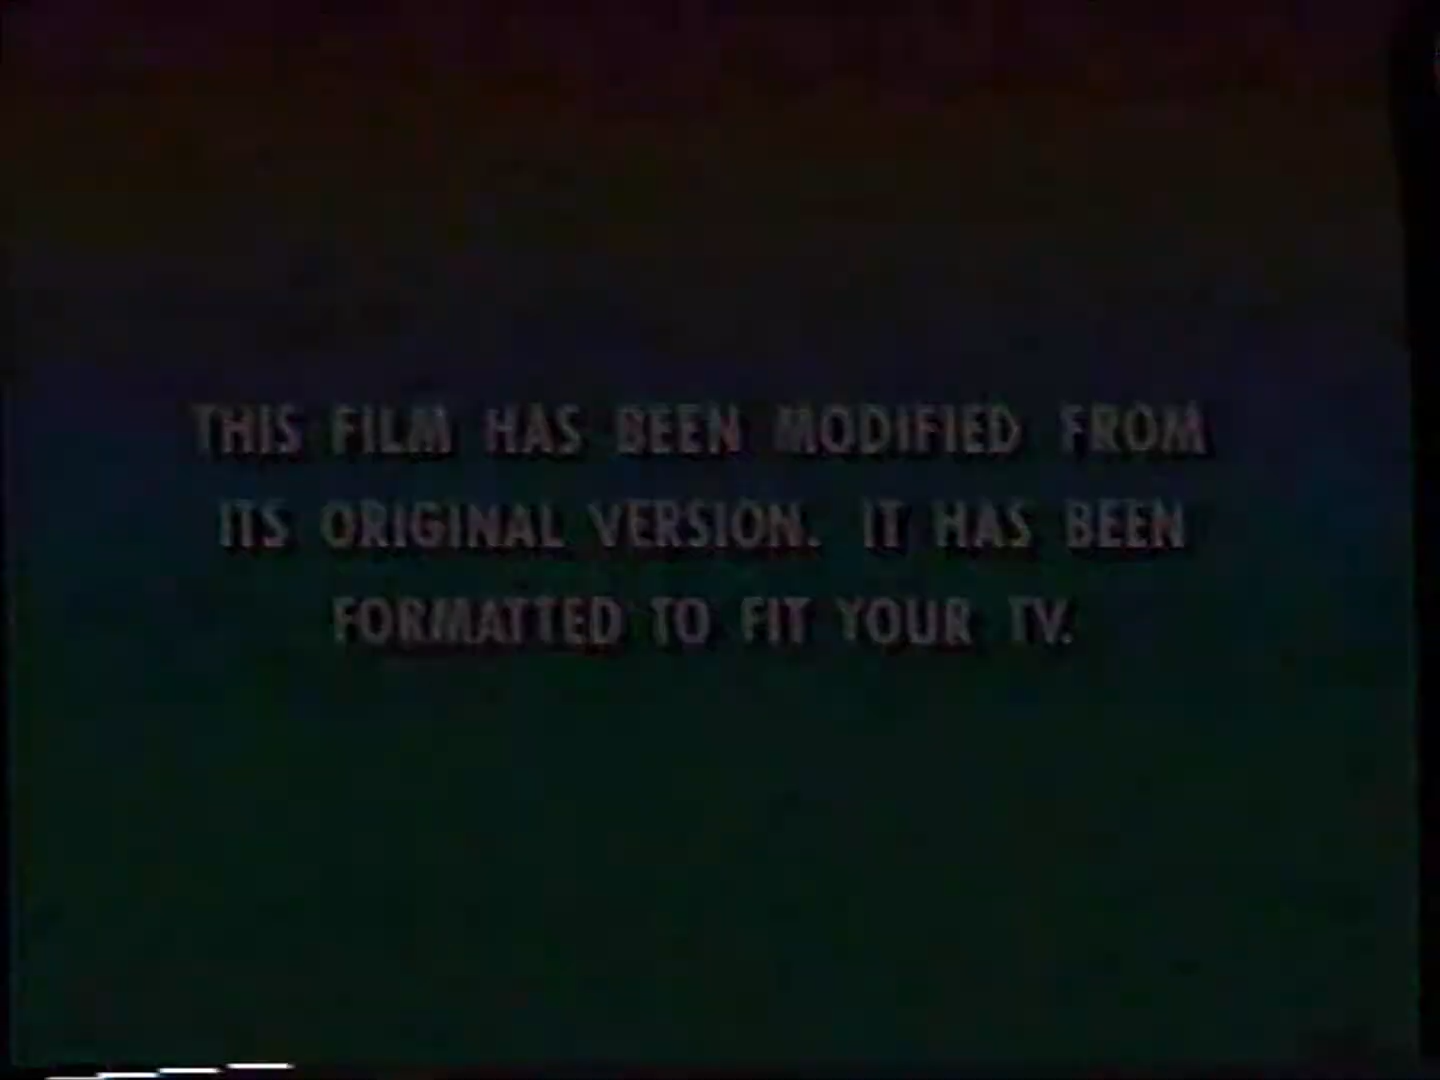 THIS FILM HAS BEEN MODIFIED FROM
ITS ORIGINAL VERSION. IT HAS BEEN
FORMATTED TO FIT YOUR TV.